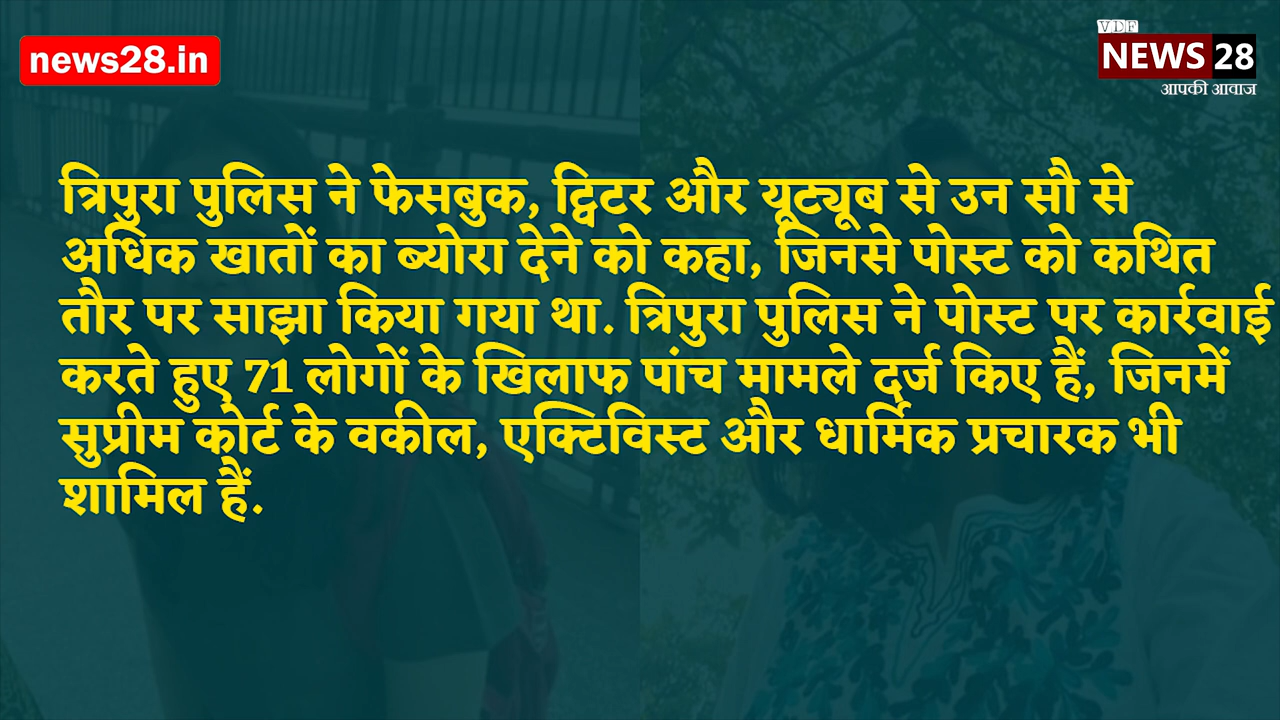 news28.in
VDF
NEWS 28
आपकी आवाज
त्रिपुरा पुलिस ने फेसबुक, ट्विटर और यूट्यूब से उन सौ से
अधिक खातों का ब्योरा देने को कहा, जिनसे पोस्ट को कथित
तौर पर साझा किया गया था. त्रिपुरा पुलिस ने पोस्ट पर कार्रवाई
करते हुए 71 लोगों के खिलाफ पांच मामले दर्ज किए हैं, जिनमें
सुप्रीम कोर्ट के वकील, एक्टिविस्ट और धार्मिक प्रचारक भी
शामिल हैं.